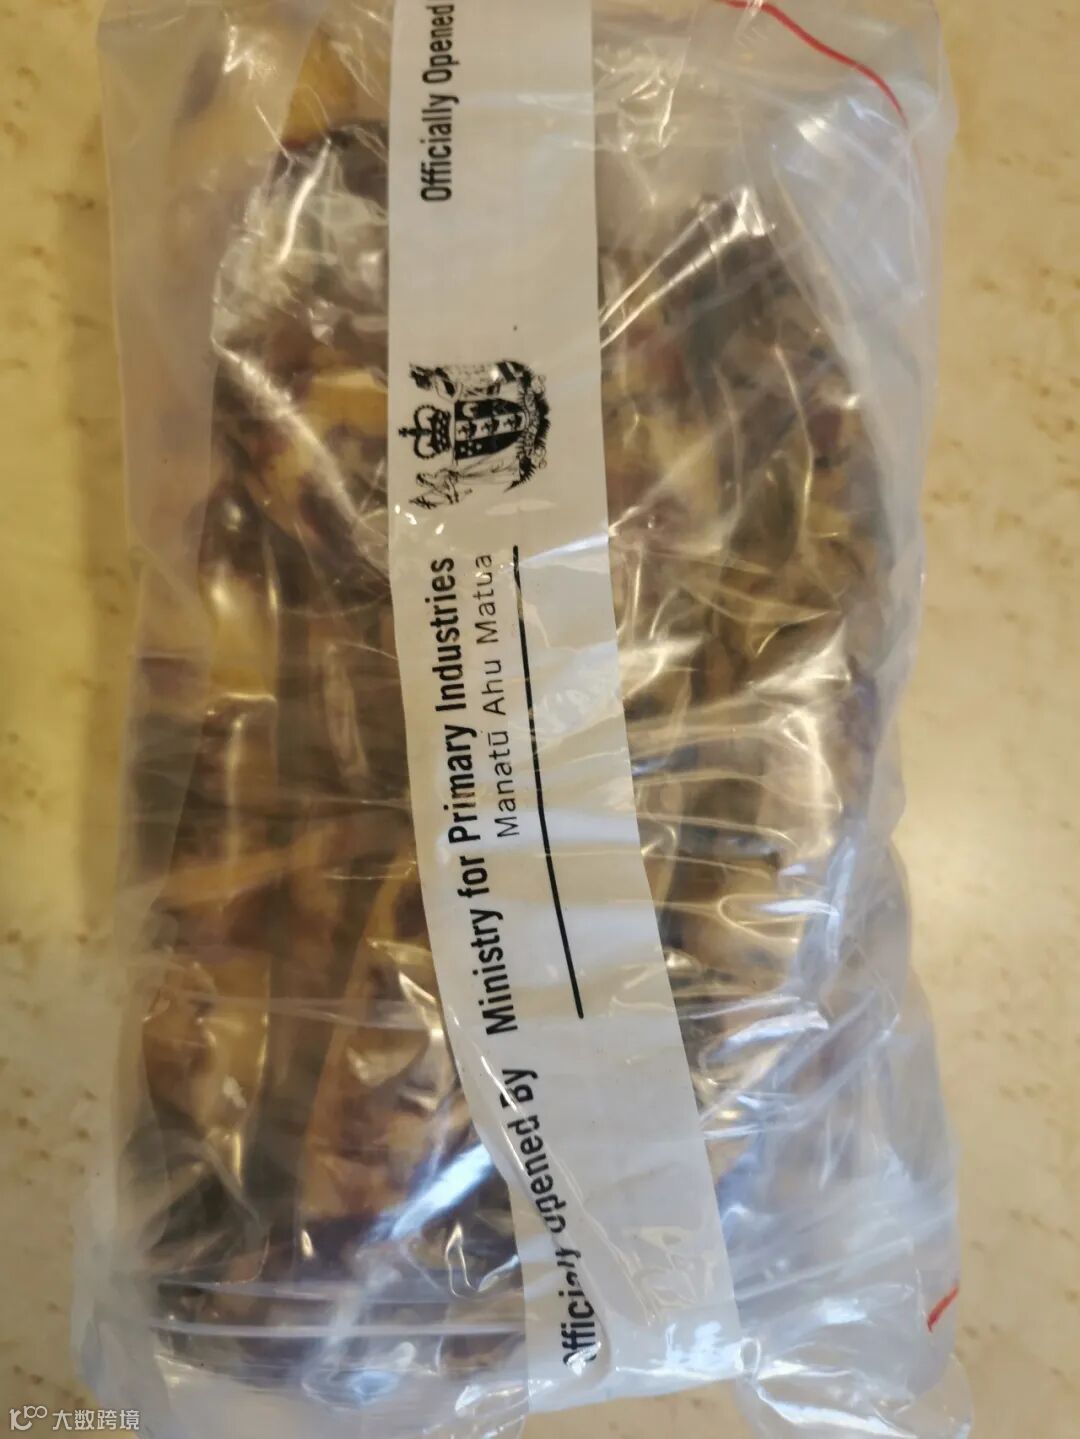 Officially Opened
Ministry for Primary Industries
Manatū Ahu Matua
Officially Opened By
大数跨境